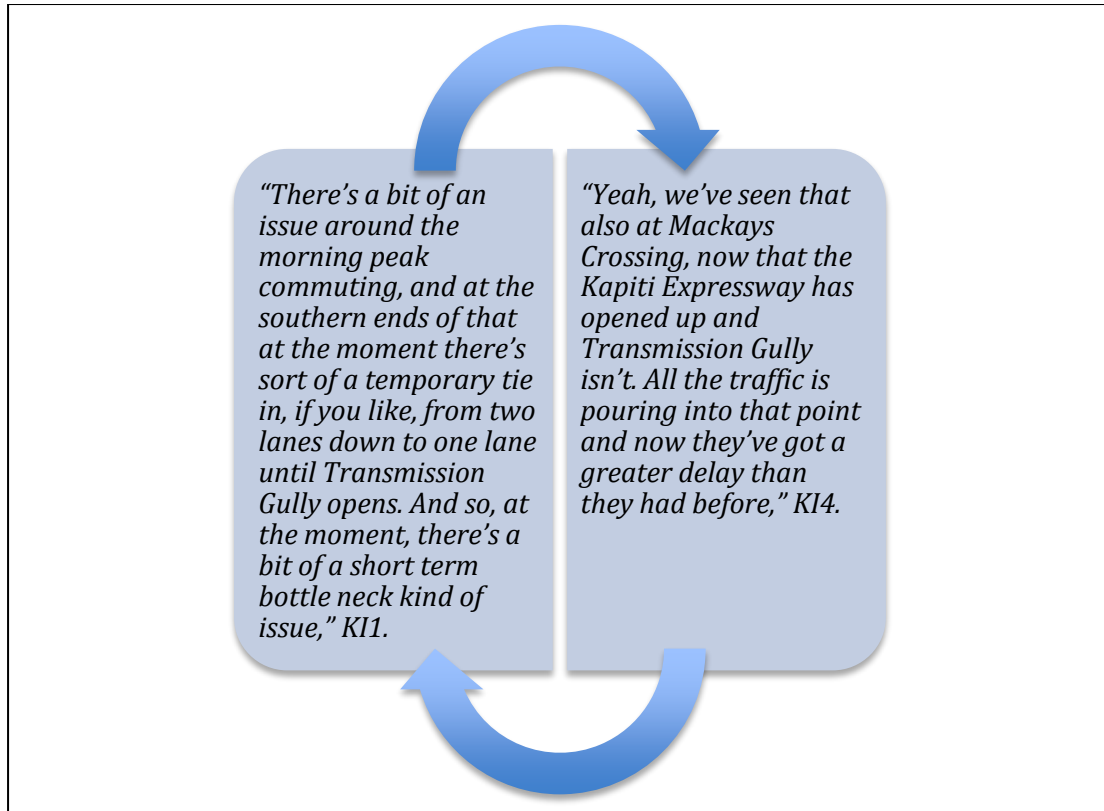 “There’s a bit of an
issue around the
morning peak
commuting, and at the
southern ends of that
at the moment there’s
sort of a temporary tie
in, if you like, from two
lanes down to one lane
until Transmission
Gully opens. And so, at
the moment, there’s a
bit of a short term
bottle neck kind of
issue,” KI1.
“Yeah, we’ve seen that
also at Mackays
Crossing, now that the
Kapiti Expressway has
opened up and
Transmission Gully
isn’t. All the traffic is
pouring into that point
and now they’ve got a
greater delay than
they had before,” KI4.